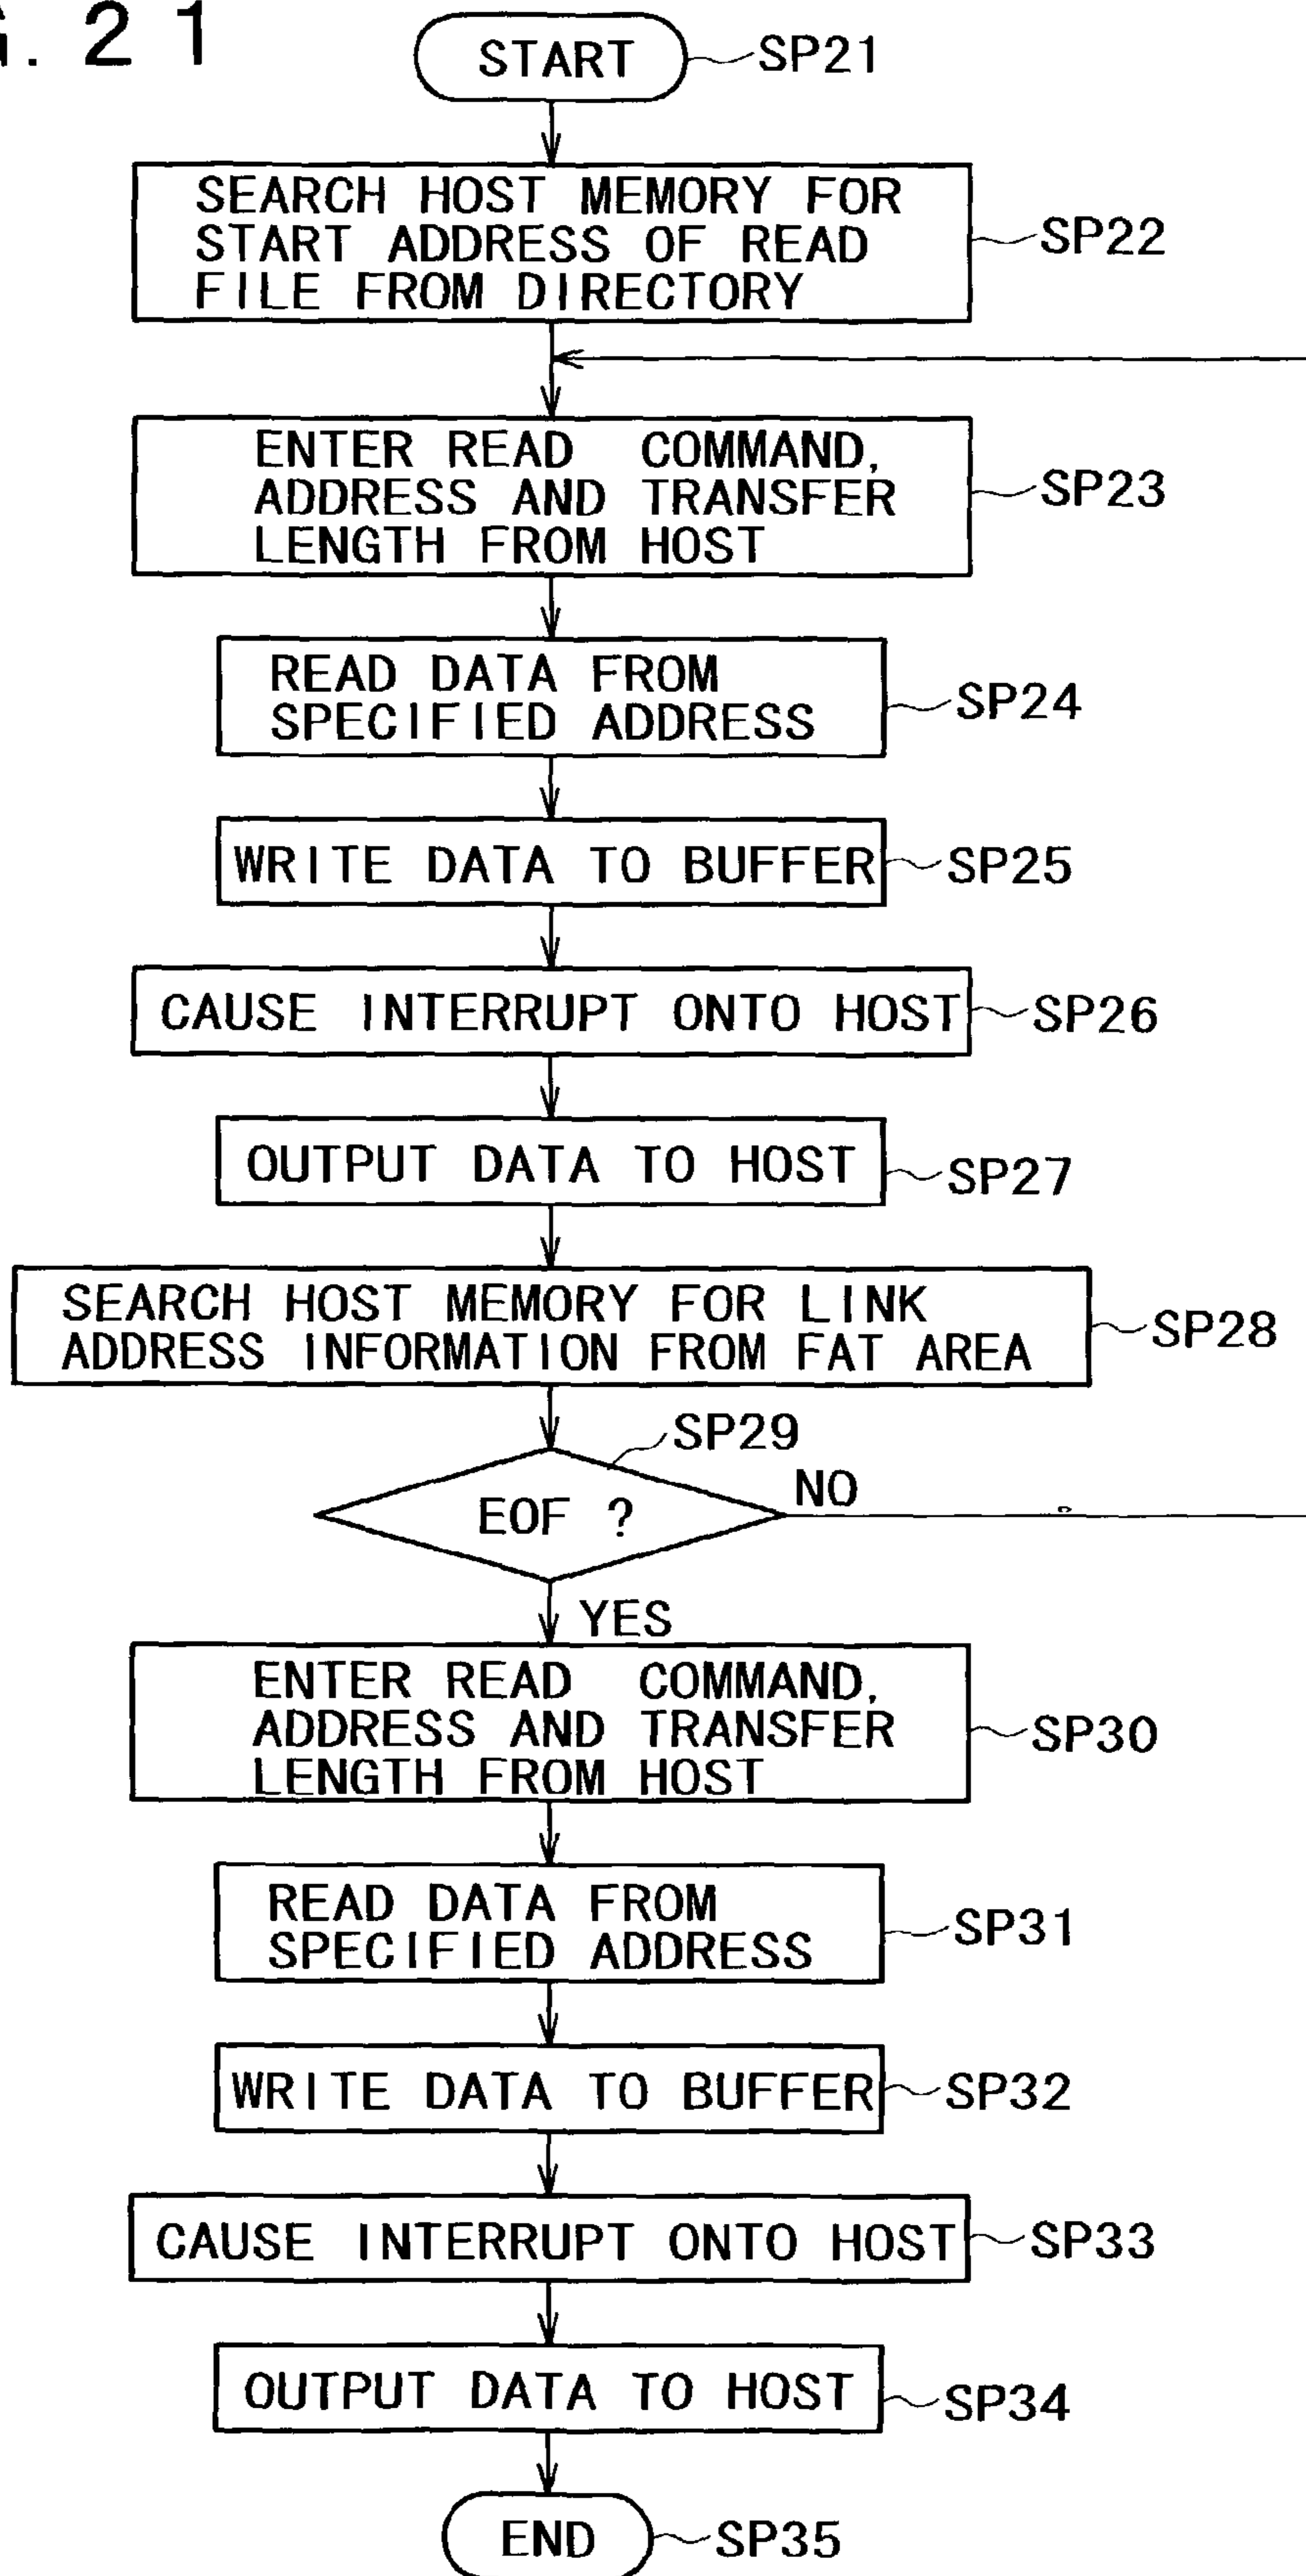 G. 21
START
SP21
SEARCH HOST MEMORY FOR
START ADDRESS OF READ
FILE FROM DIRECTORY
SP22
ENTER READ COMMAND,
ADDRESS AND TRANSFER
LENGTH FROM HOST
SP23
READ DATA FROM
SPECIFIED ADDRESS
SP24
WRITE DATA TO BUFFER
SP25
CAUSE INTERRUPT ONTO HOST
SP26
OUTPUT DATA TO HOST
SP27
SEARCH HOST MEMORY FOR LINK
ADDRESS INFORMATION FROM FAT AREA
SP28
SP29
EOF ?
NO
YES
ENTER READ COMMAND,
ADDRESS AND TRANSFER
LENGTH FROM HOST
SP30
READ DATA FROM
SPECIFIED ADDRESS
SP31
WRITE DATA TO BUFFER
SP32
CAUSE INTERRUPT ONTO HOST
SP33
OUTPUT DATA TO HOST
SP34
END
SP35